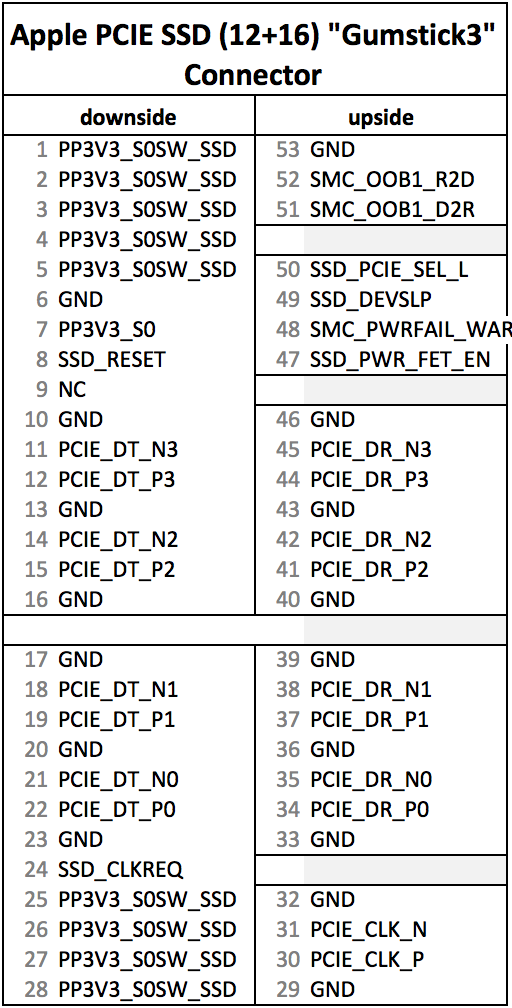 Apple PCIE SSD (12+16) "Gumstick3"
Connector
downside upside
1 PP3V3_S0SW_SSD 53 GND
2 PP3V3_S0SW_SSD 52 SMC_OOB1_R2D
3 PP3V3_S0SW_SSD 51 SMC_OOB1_D2R
4 PP3V3_S0SW_SSD
5 PP3V3_S0SW_SSD 50 SSD_PCIE_SEL_L
6 GND 49 SSD_DEVSLP
7 PP3V3_S0 48 SMC_PWRFAIL_WAR
8 SSD_RESET 47 SSD_PWR_FET_EN
9 NC
10 GND 46 GND
11 PCIE_DT_N3 45 PCIE_DR_N3
12 PCIE_DT_P3 44 PCIE_DR_P3
13 GND 43 GND
14 PCIE_DT_N2 42 PCIE_DR_N2
15 PCIE_DT_P2 41 PCIE_DR_P2
16 GND 40 GND
17 GND 39 GND
18 PCIE_DT_N1 38 PCIE_DR_N1
19 PCIE_DT_P1 37 PCIE_DR_P1
20 GND 36 GND
21 PCIE_DT_N0 35 PCIE_DR_N0
22 PCIE_DT_P0 34 PCIE_DR_P0
23 GND 33 GND
24 SSD_CLKREQ
25 PP3V3_S0SW_SSD 32 GND
26 PP3V3_S0SW_SSD 31 PCIE_CLK_N
27 PP3V3_S0SW_SSD 30 PCIE_CLK_P
28 PP3V3_S0SW_SSD 29 GND